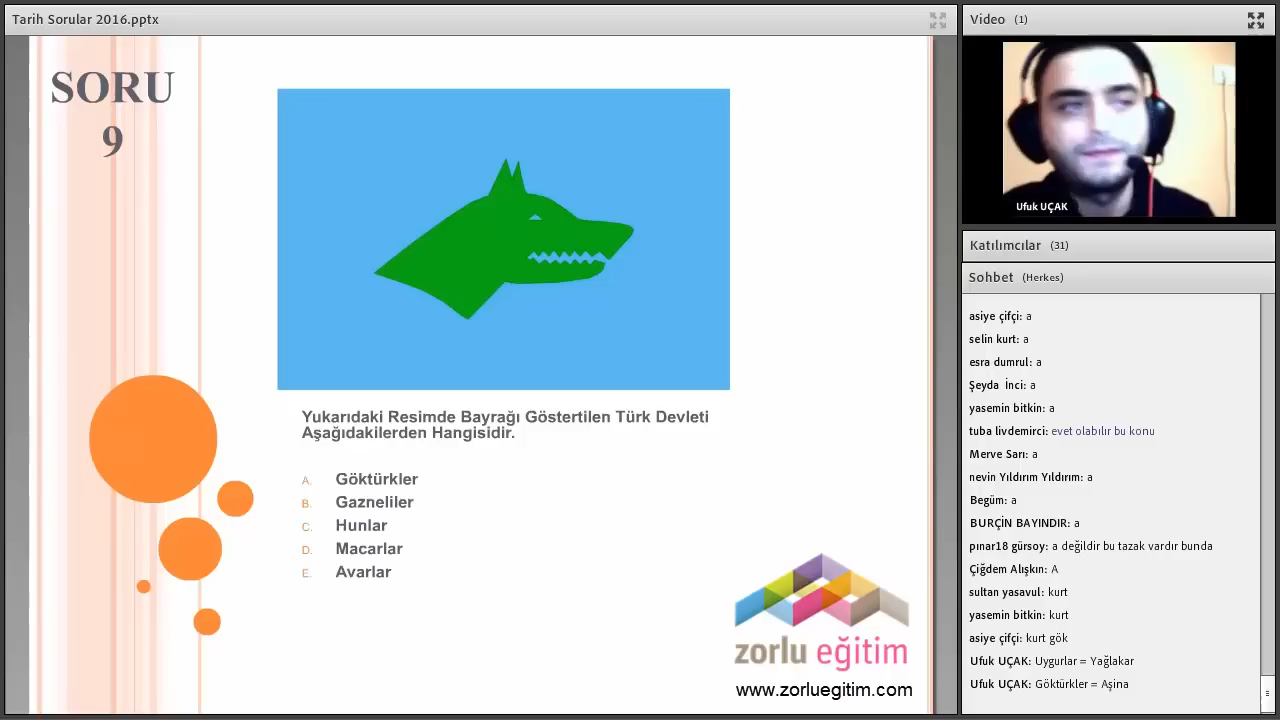 Tarih Sorular 2016.pptx
SORU
9
Yukarıdaki Resimde Bayrağı Göstertilen Türk Devleti
Aşağıdakilerden Hangisidir.
A. Göktürkler
B. Gazneliler
C. Hunlar
D. Macarlar
E. Avarlar
zorlu eğitim
www.zorluegitim.com
Video (1)
Ufuk UÇAK
Katılımcılar (31)
Sohbet (Herkes)
asiye çifçi: a
selin kurt: a
esra dumrul: a
Şeyda İnci: a
yasemin bitkin: a
tuba livdemirci: evet olabılır bu konu
Merve Sarı: a
nevin Yıldırım Yıldırım: a
Begüm: a
BURÇİN BAYINDIR: a
pınar18 gürsoy: a değildir bu tazak vardır bunda
Çiğdem Alışkın: A
sultan yasavul: kurt
yasemin bitkin: kurt
asiye çifçi: kurt gök
Ufuk UÇAK: Uygurlar = Yağlakar
Ufuk UÇAK: Göktürkler = Aşina